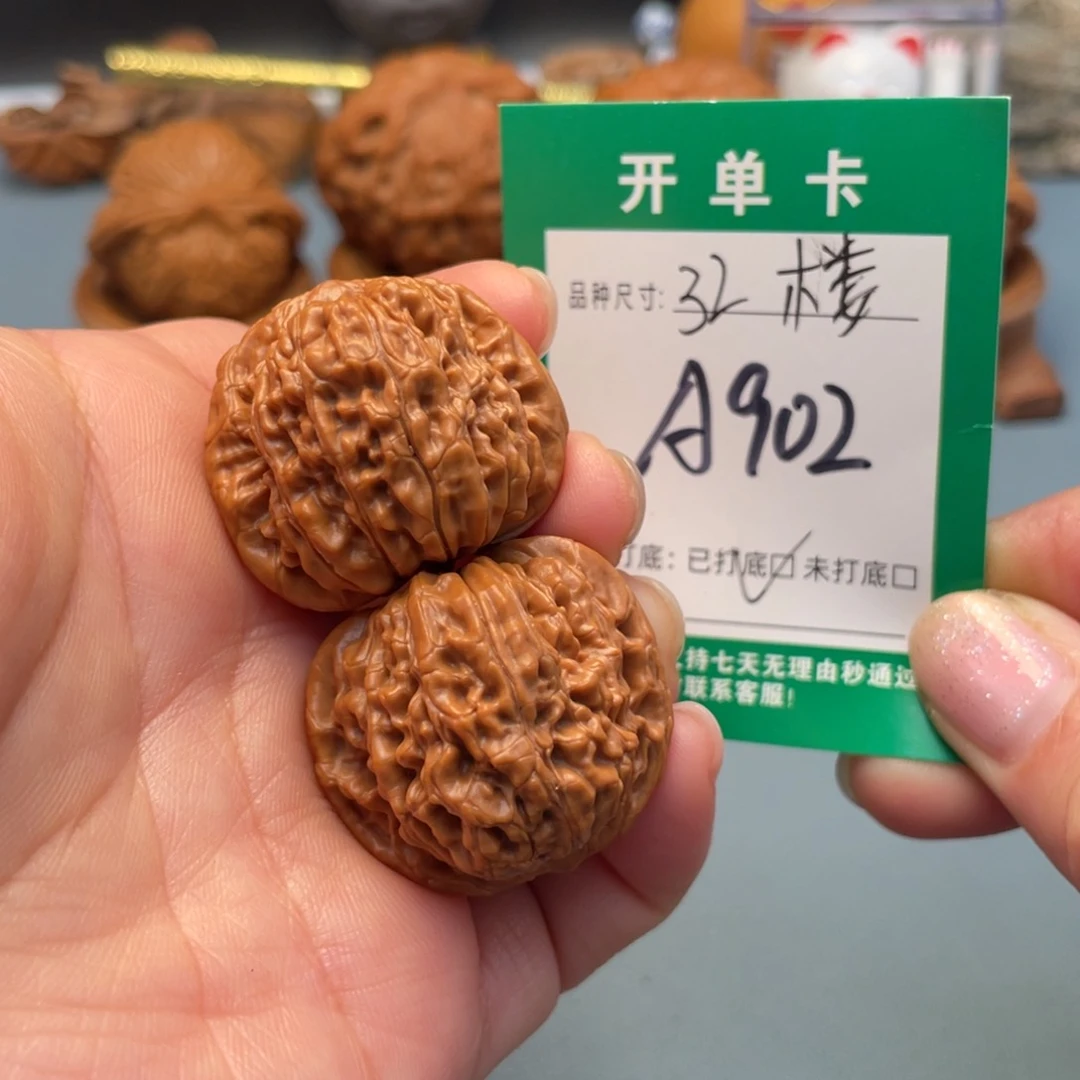 开单卡
品种尺寸: 32 楼
A902
打底: 已打底☐ 未打底☐
持七天无理由秒通过
联系客服!